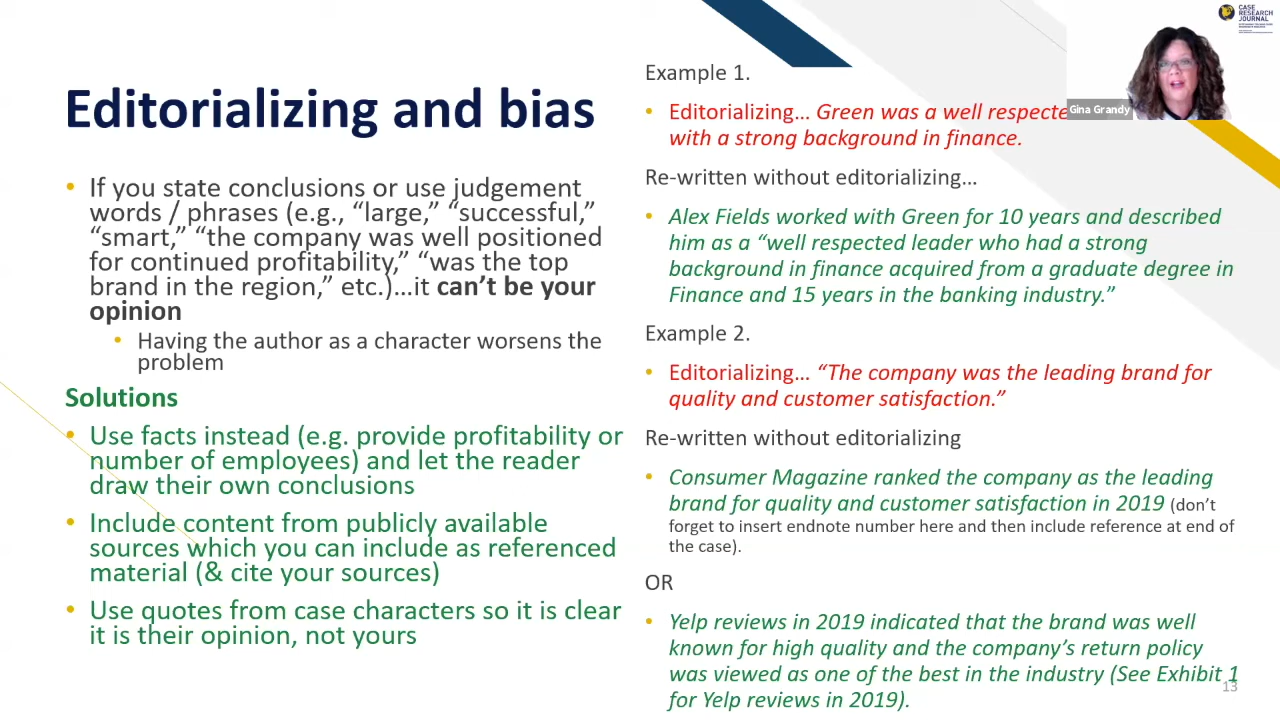 Editorializing and bias
• If you state conclusions or use judgement
words / phrases (e.g., “large,” “successful,”
“smart,” “the company was well positioned
for continued profitability,” “was the top
brand in the region,” etc.)…it can’t be your
opinion
• Having the author as a character worsens the
problem
Solutions
• Use facts instead (e.g. provide profitability or
number of employees) and let the reader
draw their own conclusions
• Include content from publicly available
sources which you can include as referenced
material (& cite your sources)
• Use quotes from case characters so it is clear
it is their opinion, not yours
Example 1.
• Editorializing… Green was a well respecte
with a strong background in finance.
Re-written without editorializing…
• Alex Fields worked with Green for 10 years and described
him as a “well respected leader who had a strong
background in finance acquired from a graduate degree in
Finance and 15 years in the banking industry.”
Example 2.
• Editorializing… “The company was the leading brand for
quality and customer satisfaction.”
Re-written without editorializing
• Consumer Magazine ranked the company as the leading
brand for quality and customer satisfaction in 2019 (don’t
forget to insert endnote number here and then include reference at end of
the case).
OR
• Yelp reviews in 2019 indicated that the brand was well
known for high quality and the company’s return policy
was viewed as one of the best in the industry (See Exhibit 1
for Yelp reviews in 2019).
13
Gina Grandy
CASE
RESEARCH
JOURNAL